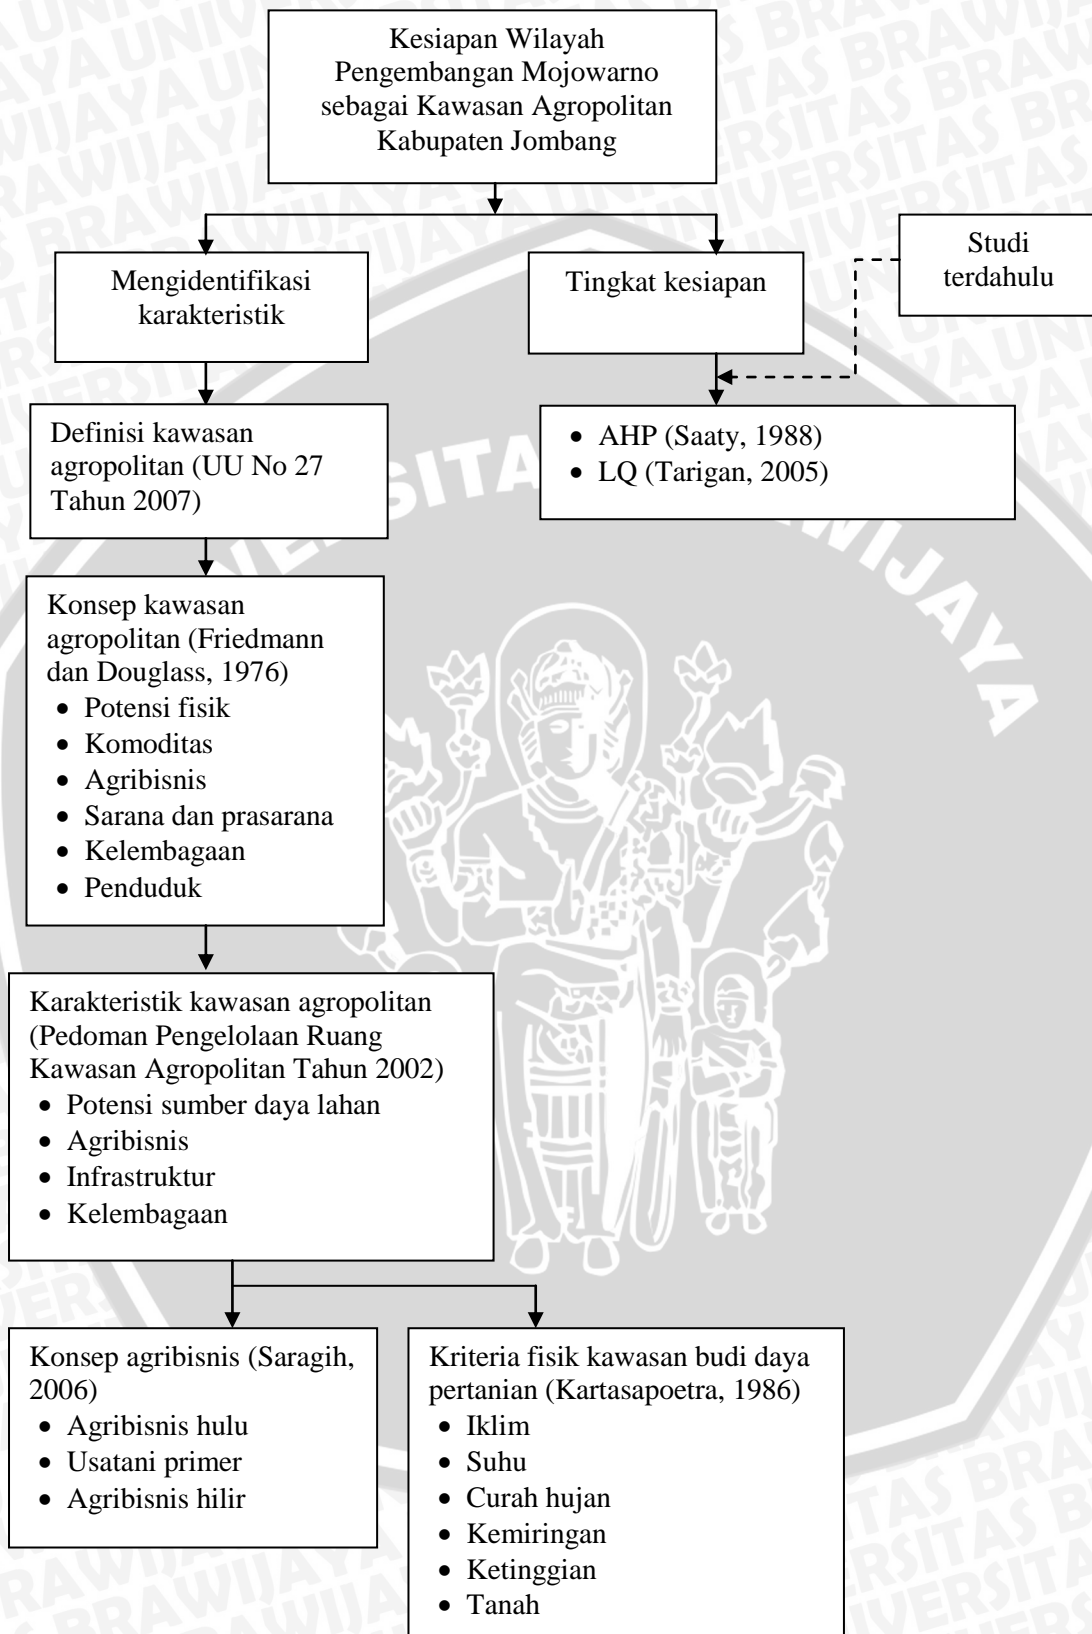 Kesiapan Wilayah
Pengembangan Mojowarno
sebagai Kawasan Agropolitan
Kabupaten Jombang
Mengidentifikasi
karakteristik
Tingkat kesiapan
Studi
terdahulu
Definisi kawasan
agropolitan (UU No 27
Tahun 2007)
• AHP (Saaty, 1988)
• LQ (Tarigan, 2005)
Konsep kawasan
agropolitan (Friedmann
dan Douglass, 1976)
• Potensi fisik
• Komoditas
• Agribisnis
• Sarana dan prasarana
• Kelembagaan
• Penduduk
Karakteristik kawasan agropolitan
(Pedoman Pengelolaan Ruang
Kawasan Agropolitan Tahun 2002)
• Potensi sumber daya lahan
• Agribisnis
• Infrastruktur
• Kelembagaan
Konsep agribisnis (Saragih,
2006)
• Agribisnis hulu
• Usatani primer
• Agribisnis hilir
Kriteria fisik kawasan budi daya
pertanian (Kartasapoetra, 1986)
• Iklim
• Suhu
• Curah hujan
• Kemiringan
• Ketinggian
• Tanah